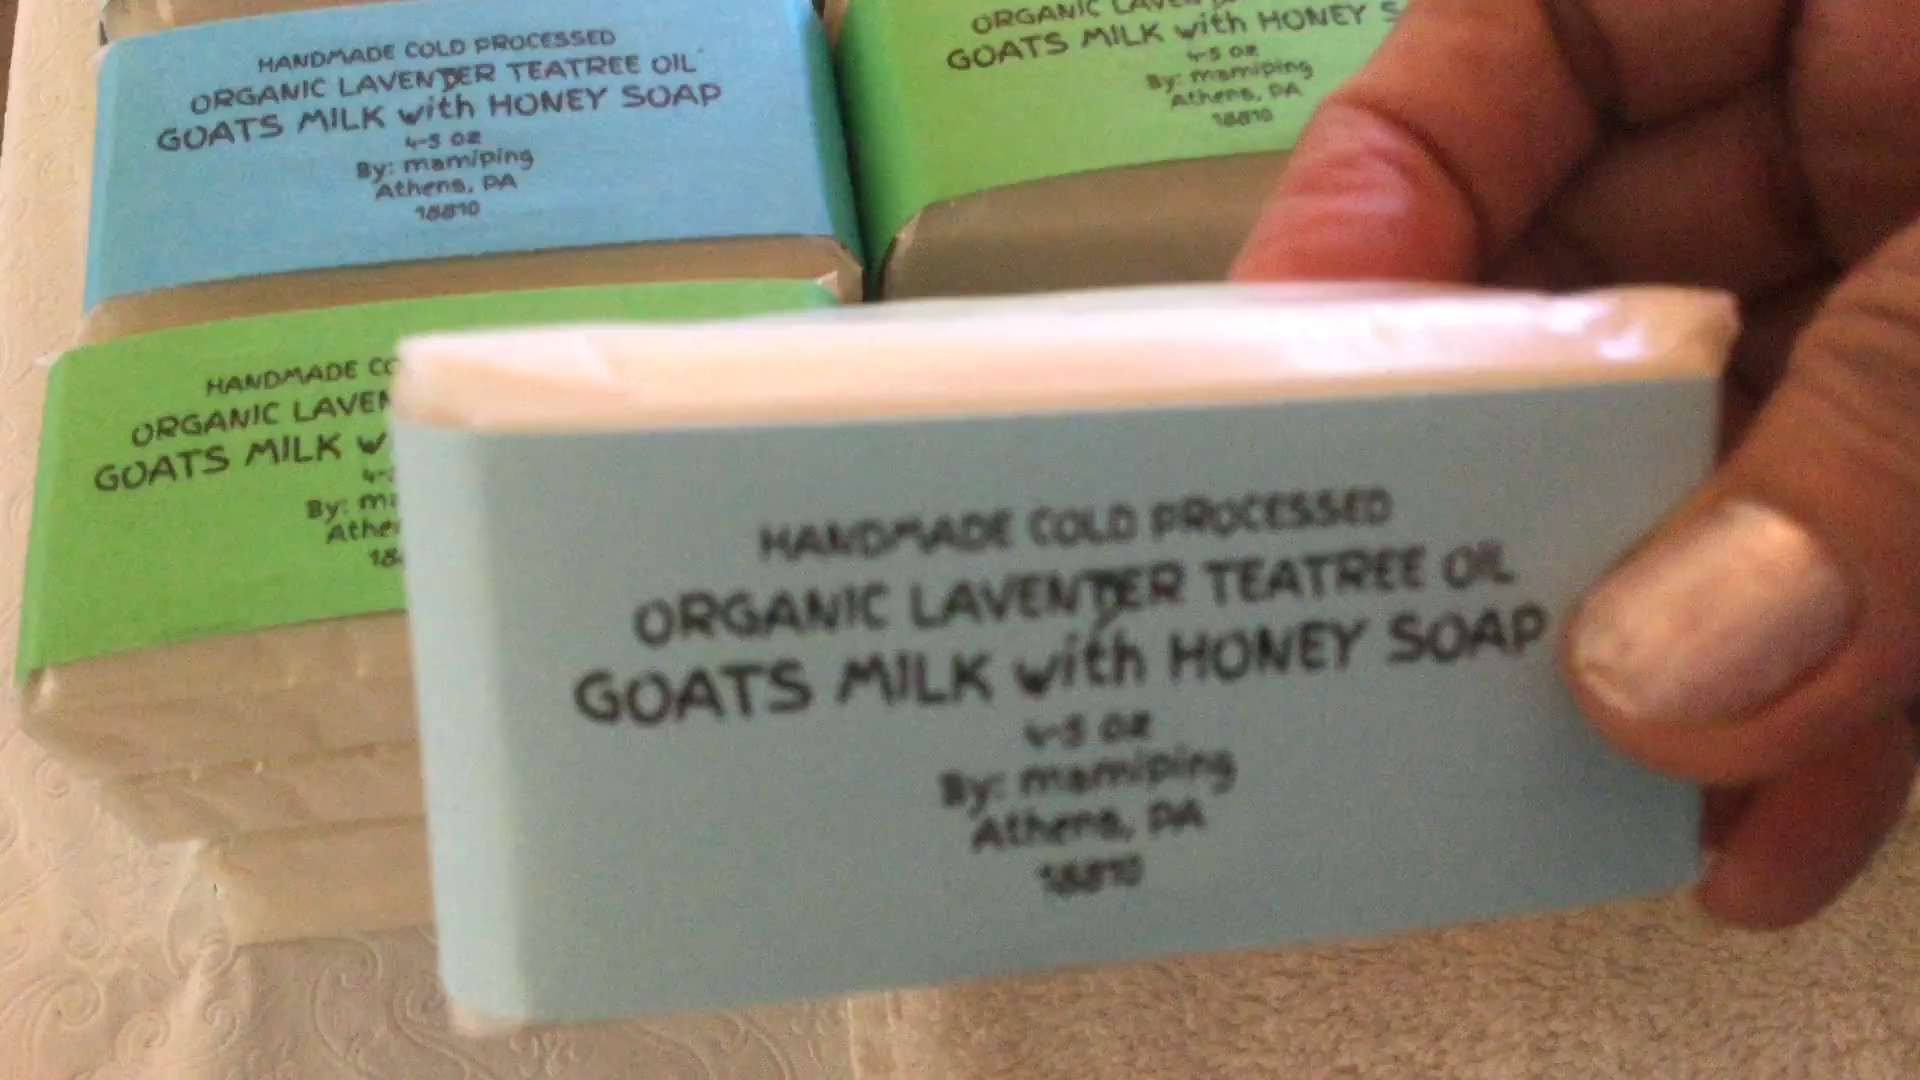 HANDMADE COLD PROCESSED
ORGANIC LAVENDER TEATREE OIL
GOATS MILK with HONEY SOAP
4-5 oz
By: mamiping
Athens, PA
18810
ORGANIC
GOATS MILK with HONEY
4-5 oz
By: mamiping
Athens, PA
18810
HANDMADE
ORGANIC
GOATS MILK
By:
HANDMADE COLD PROCESSED
ORGANIC LAVENDER TEATREE OIL
GOATS MILK with HONEY SOAP
4-5 oz
By: mamiping
Athens, PA
18810